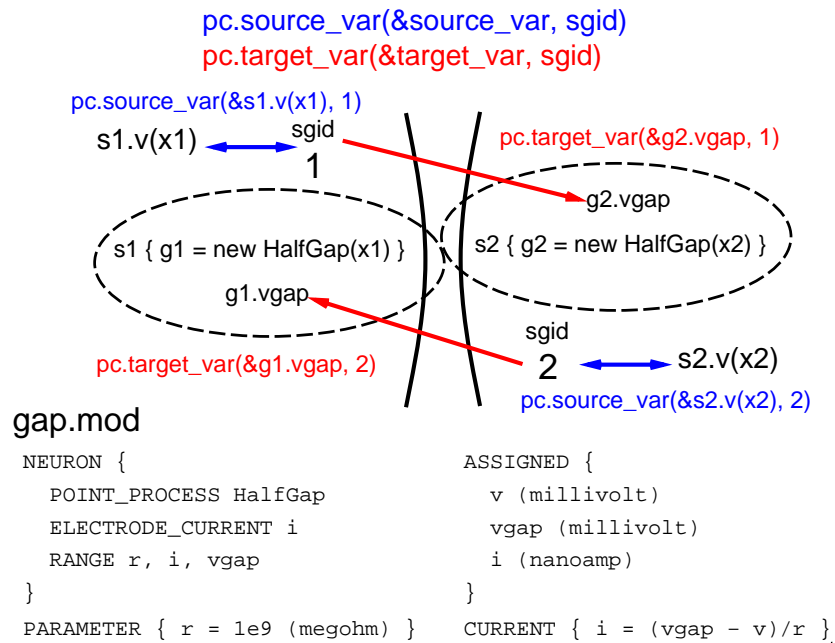 pc.source_var(&source_var, sgid)
pc.target_var(&target_var, sgid)
pc.source_var(&s1.v(x1), 1)
s1.v(x1)
sgid
1
pc.target_var(&g2.vgap, 1)
g2.vgap
s1 { g1 = new HalfGap(x1) }
s2 { g2 = new HalfGap(x2) }
g1.vgap
sgid
2
s2.v(x2)
pc.target_var(&g1.vgap, 2)
pc.source_var(&s2.v(x2), 2)
gap.mod
NEURON {
POINT_PROCESS HalfGap
ELECTRODE_CURRENT i
RANGE r, i, vgap
}
PARAMETER { r = 1e9 (megohm) }
ASSIGNED {
v (millivolt)
vgap (millivolt)
i (nanoamp)
}
CURRENT { i = (vgap - v)/r }